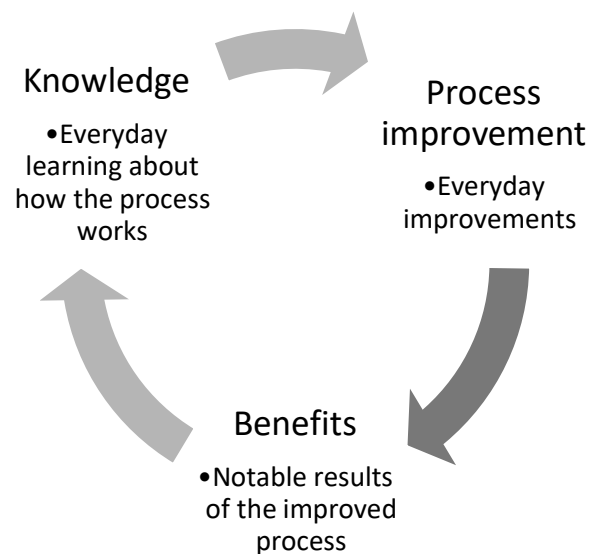 Knowledge
•Everyday
learning about
how the process
works
Process
improvement
•Everyday
improvements
Benefits
•Notable results
of the improved
process